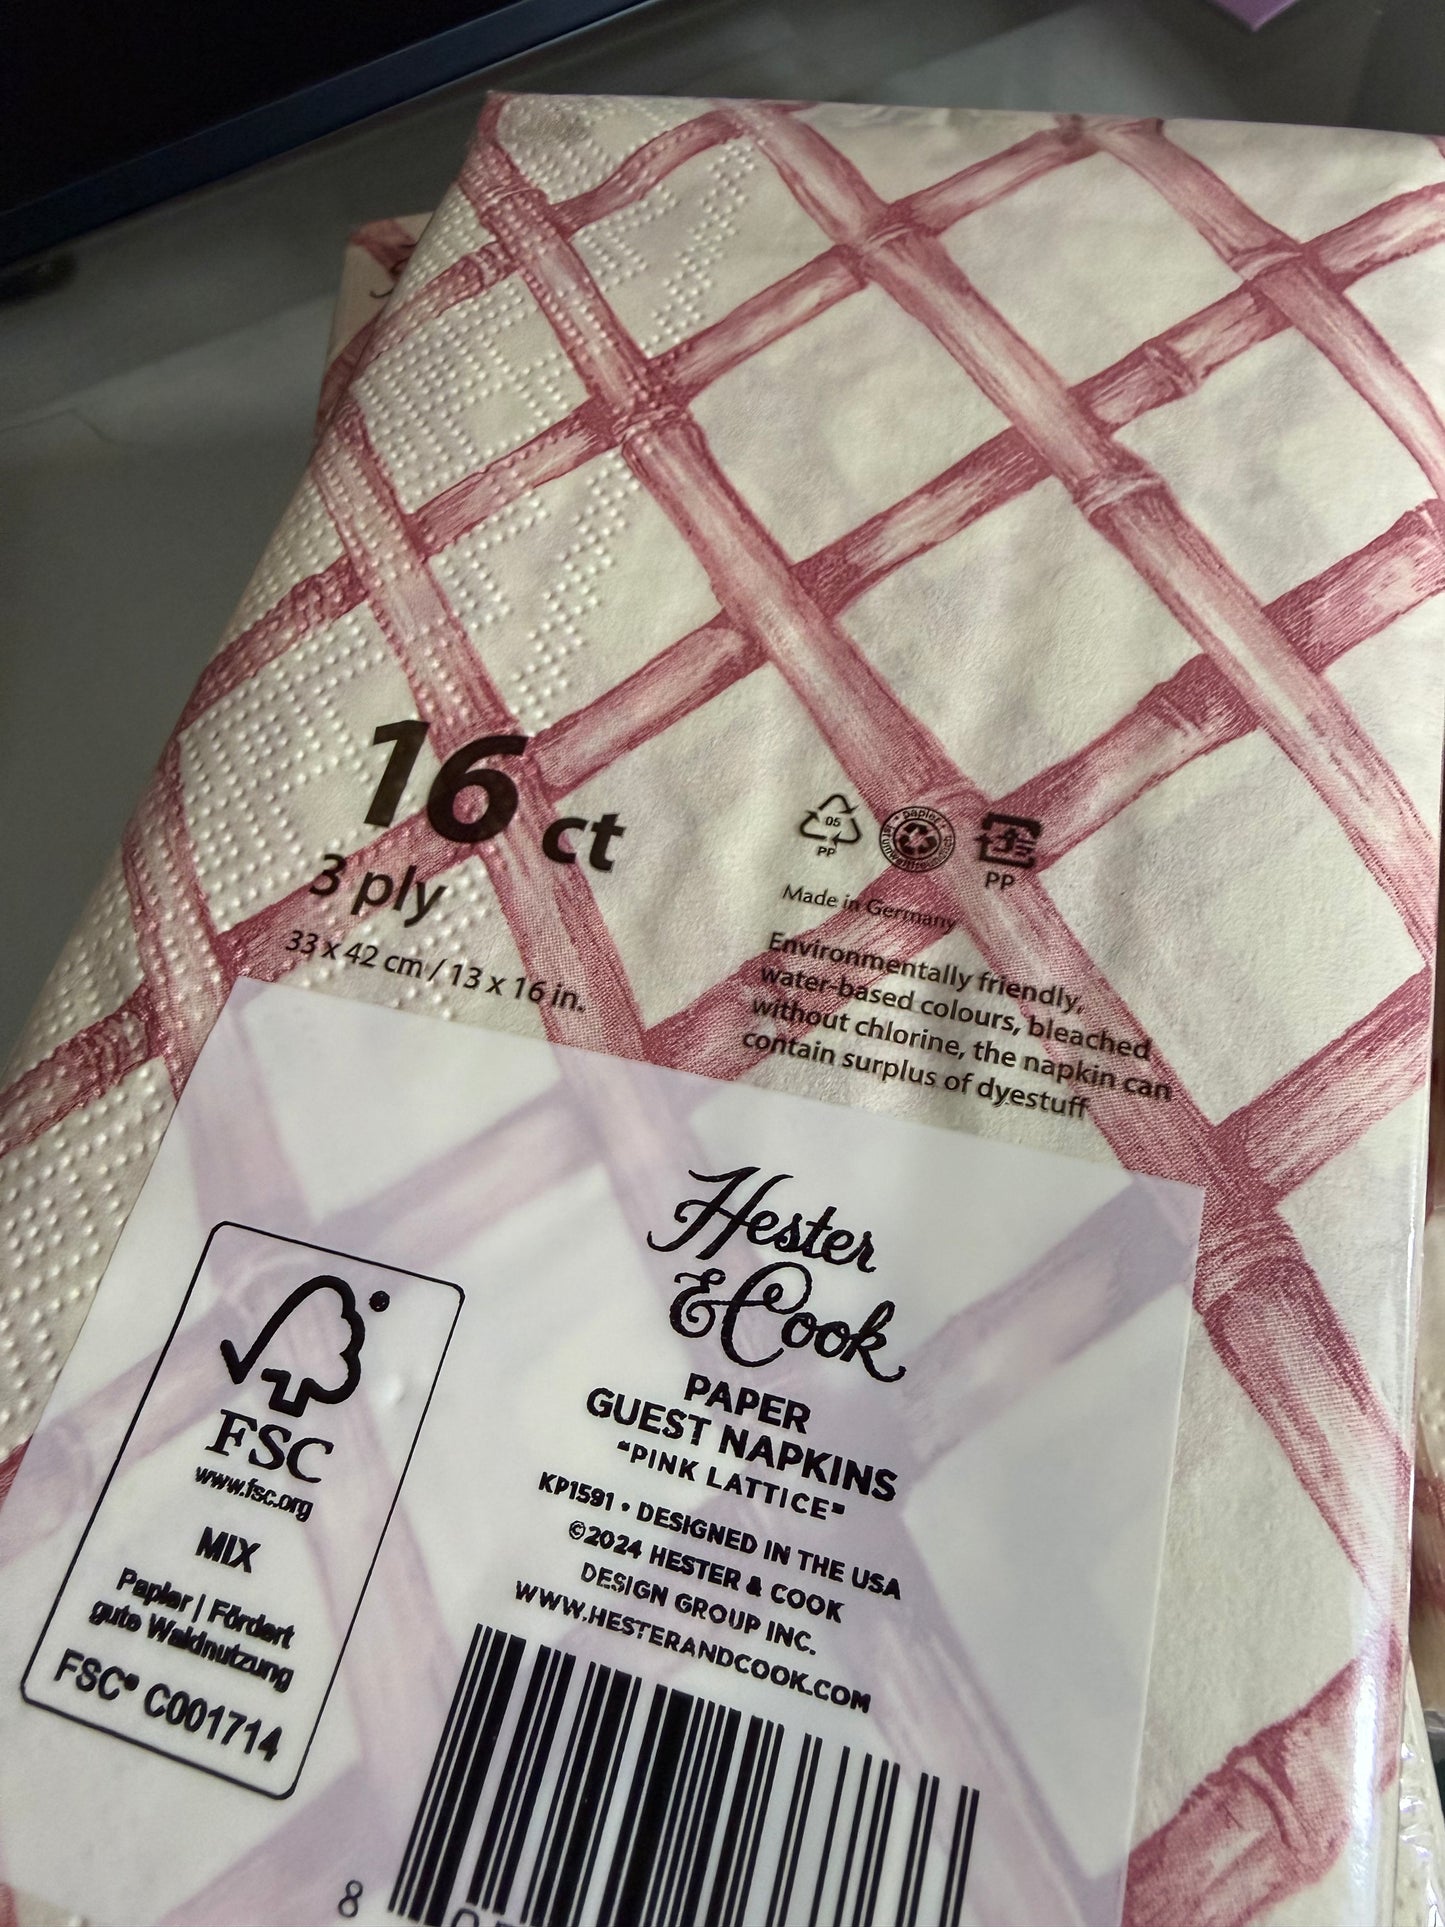 16 ct
3 ply
33 x 42 cm / 13 x 16 in.
05
PP
papier
PP
Made in Germany
Environmentally friendly,
water-based colours, bleached
without chlorine, the napkin can
contain surplus of dyestuff
Hester
& Cook
PAPER
GUEST NAPKINS
"PINK LATTICE"
KP1591 • DESIGNED IN THE USA
©2024 HESTER & COOK
DESIGN GROUP INC.
WWW.HESTERANDCOOK.COM
FSC
www.fsc.org
MIX
Papier | Fördert
gute Waldnutzung
FSC® C001714
8